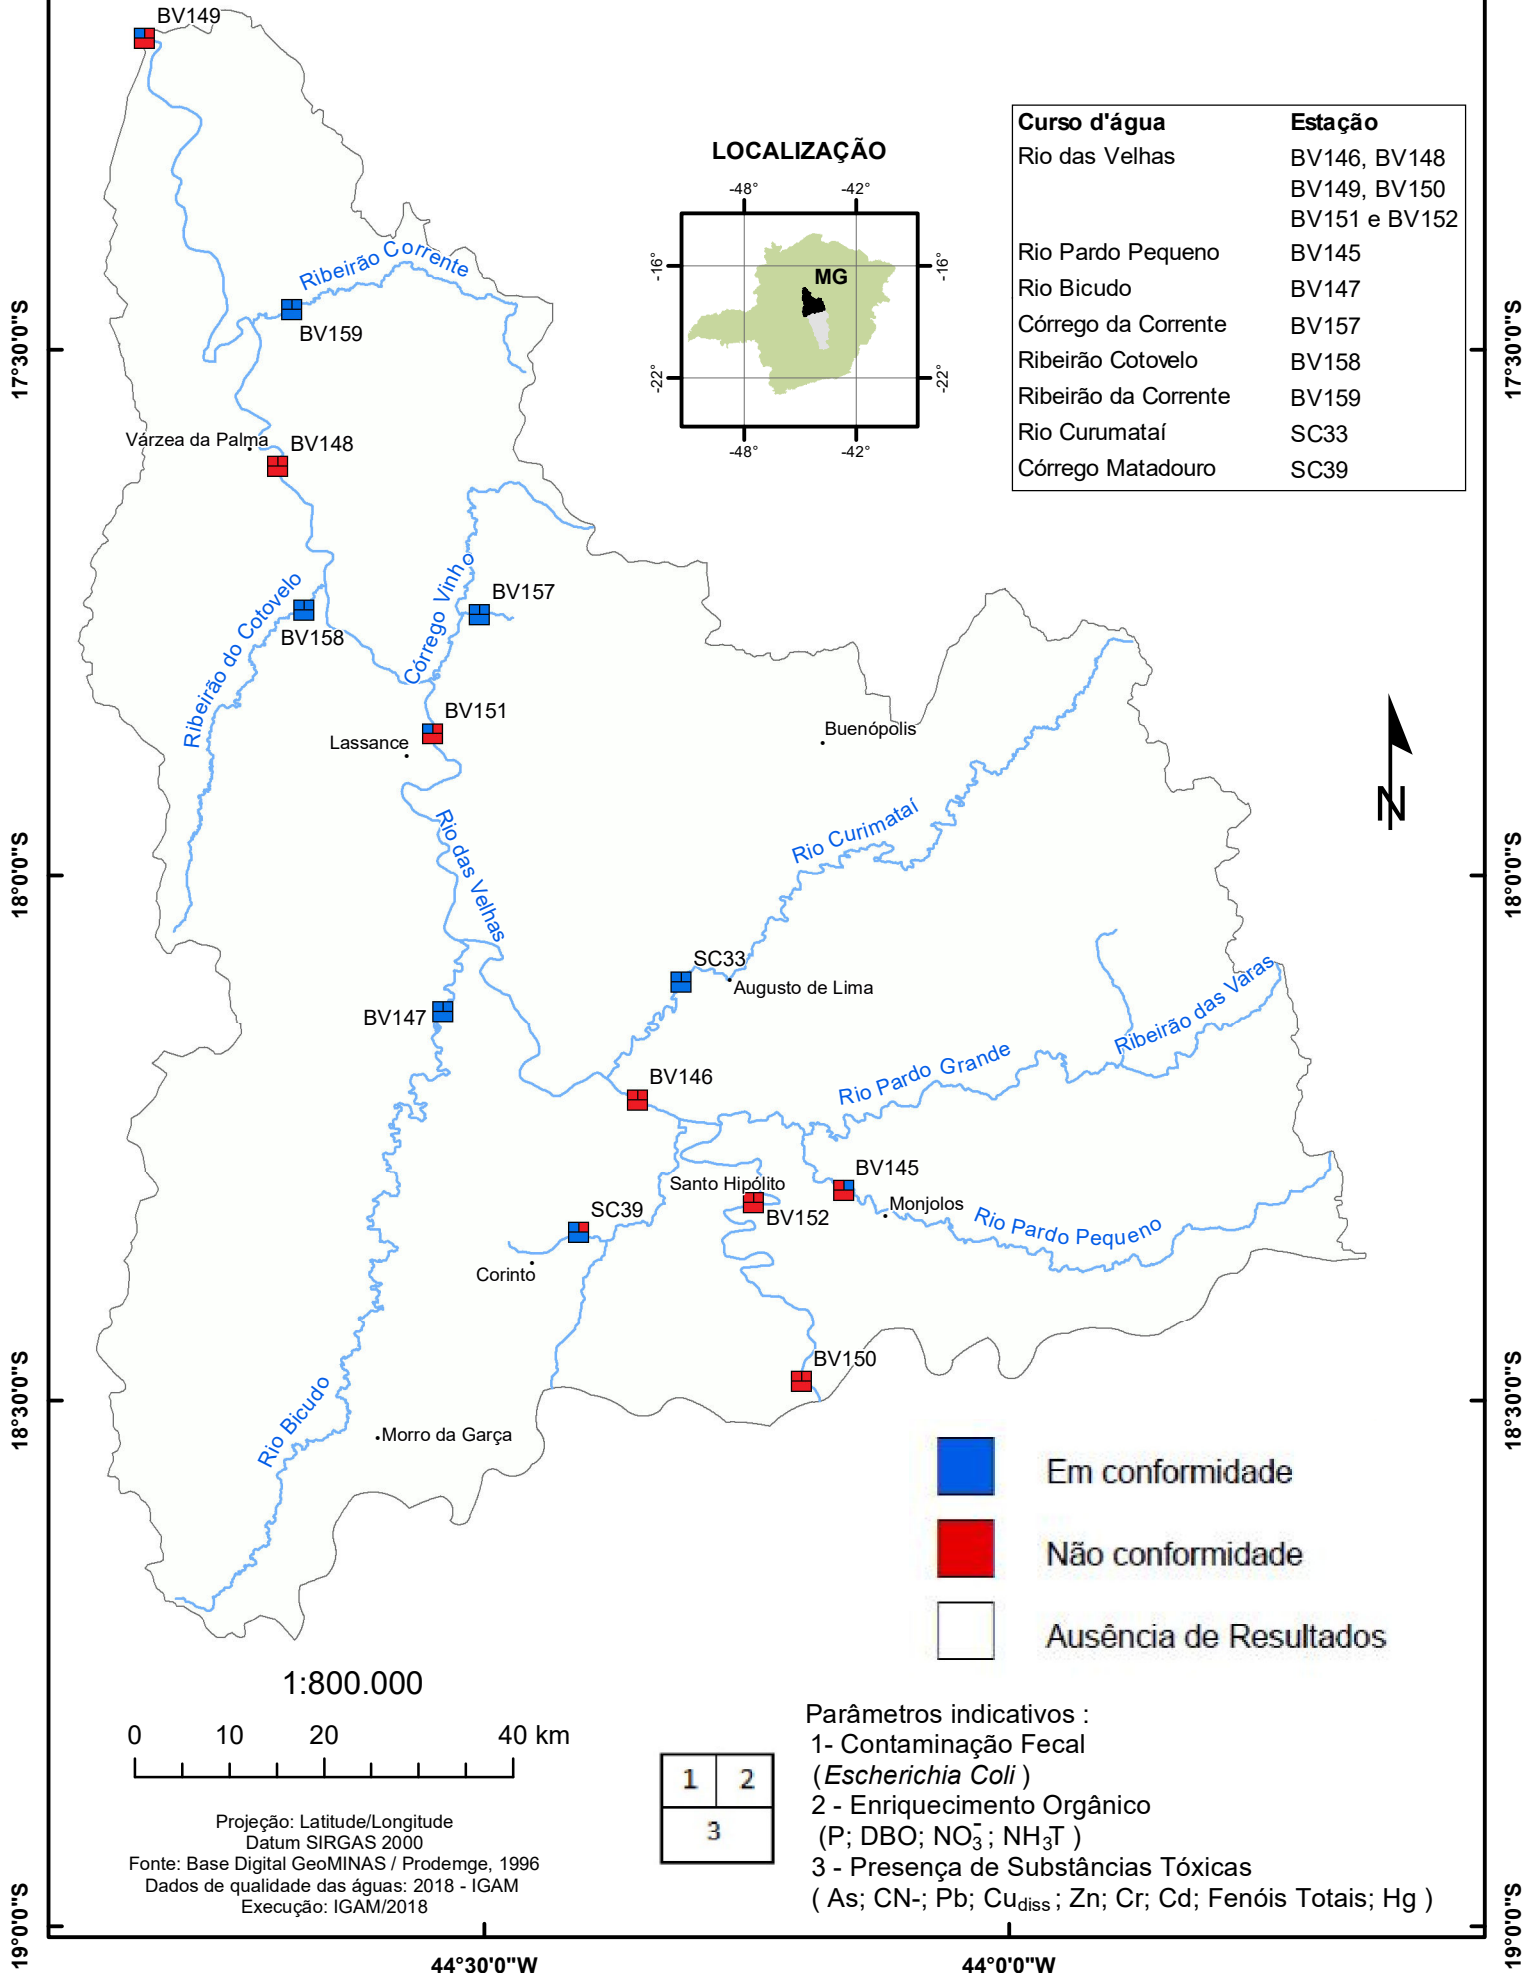 BV149
LOCALIZAÇÃO
-48°
-42°
-16°
-16°
MG
-22°
-22°
-48°
-42°
Curso d'água Estação
Rio das Velhas BV146, BV148
BV149, BV150
BV151 e BV152
Rio Pardo Pequeno BV145
Rio Bicudo BV147
Córrego da Corrente BV157
Ribeirão Cotovelo BV158
Ribeirão da Corrente BV159
Rio Curumataí SC33
Córrego Matadouro SC39
Ribeirão Corrente
BV159
17°30'0"S
17°30'0"S
Várzea da Palma
BV148
Córrego Vinho
BV157
Ribeirão do Cotovelo
BV158
BV151
Lassance
Buenópolis
N
Rio das Velhas
Rio Curimataí
18°0'0"S
18°0'0"S
SC33
Augusto de Lima
BV147
Ribeirão das Varas
Rio Pardo Grande
BV146
BV145
Santo Hipólito
BV152
Monjolos
Rio Pardo Pequeno
SC39
Corinto
BV150
18°30'0"S
18°30'0"S
Rio Bicudo
Morro da Garça
Em conformidade
Não conformidade
Ausência de Resultados
1:800.000
0 10 20 40 km
Projeção: Latitude/Longitude
Datum SIRGAS 2000
Fonte: Base Digital GeoMINAS / Prodemge, 1996
Dados de qualidade das águas: 2018 - IGAM
Execução: IGAM/2018
1 2
3
Parâmetros indicativos :
1- Contaminação Fecal
(Escherichia Coli )
2 - Enriquecimento Orgânico
(P; DBO; NO₃⁻; NH₃T )
3 - Presença de Substâncias Tóxicas
( As; CN-; Pb; Cudiss ; Zn; Cr; Cd; Fenóis Totais; Hg )
19°0'0"S
19°0'0"S
44°30'0"W
44°0'0"W